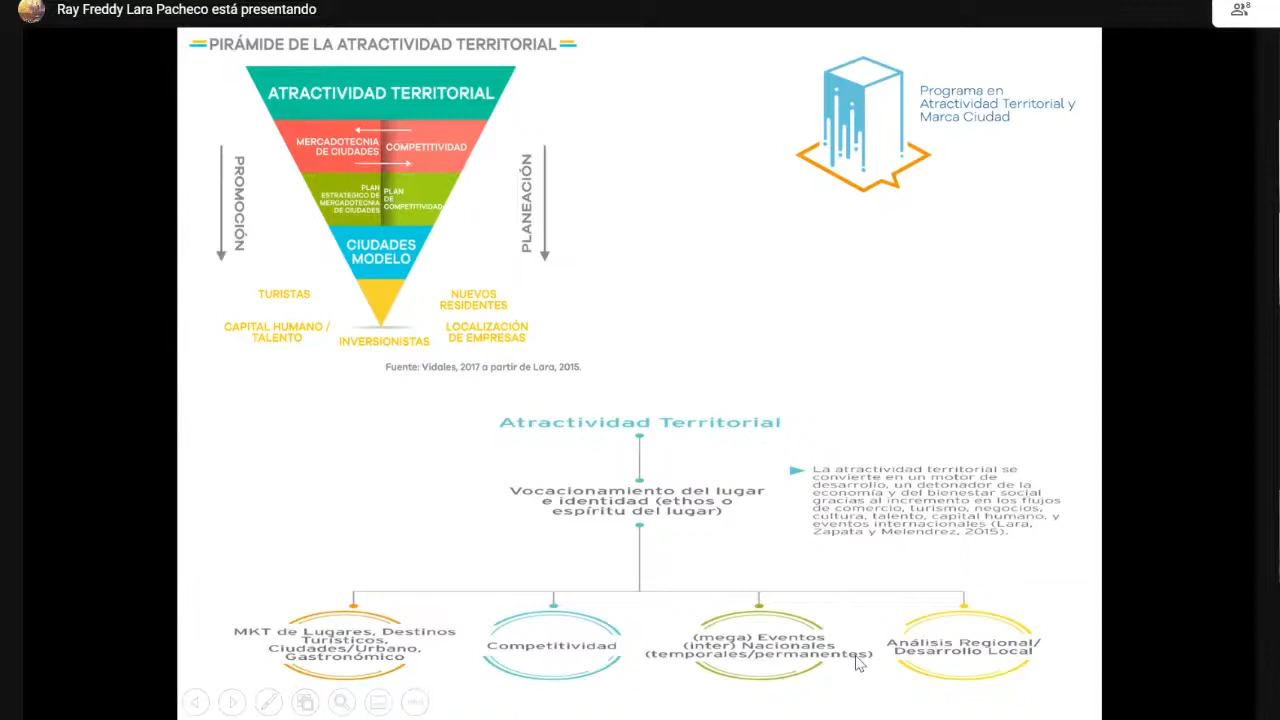 Ray Freddy Lara Pacheco está presentando
8
PIRÁMIDE DE LA ATRACTIVIDAD TERRITORIAL
ATRACTIVIDAD TERRITORIAL
MERCADOTECNIA
DE CIUDADES
COMPETITIVIDAD
PLAN
ESTRATEGICO DE
MERCADOTECNIA
DE CIUDADES
PLAN
DE
COMPETITIVIDAD
CIUDADES
MODELO
PROMOCIÓN
PLANEACIÓN
TURISTAS
NUEVOS
RESIDENTES
CAPITAL HUMANO /
TALENTO
INVERSIONISTAS
LOCALIZACIÓN
DE EMPRESAS
Fuente: Vidales, 2017 a partir de Lara, 2015.
Programa en
Atractividad Territorial y
Marca Ciudad
Atractividad Territorial
Vocacionamiento del lugar
e identidad (ethos o
espíritu del lugar)
La atractividad territorial se
convierte en un motor de
desarrollo, un detonador de la
economía y del bienestar social
gracias al incremento en los flujos
de comercio, turismo, negocios,
cultura, talento, capital humano, y
eventos internacionales (Lara,
Zapata y Melendrez, 2015).
MKT de Lugares, Destinos
Turísticos,
Ciudades/Urbano,
Gastronómico
Competitividad
(mega) Eventos
(inter) Nacionales
(temporales/permanentes)
Análisis Regional/
Desarrollo Local